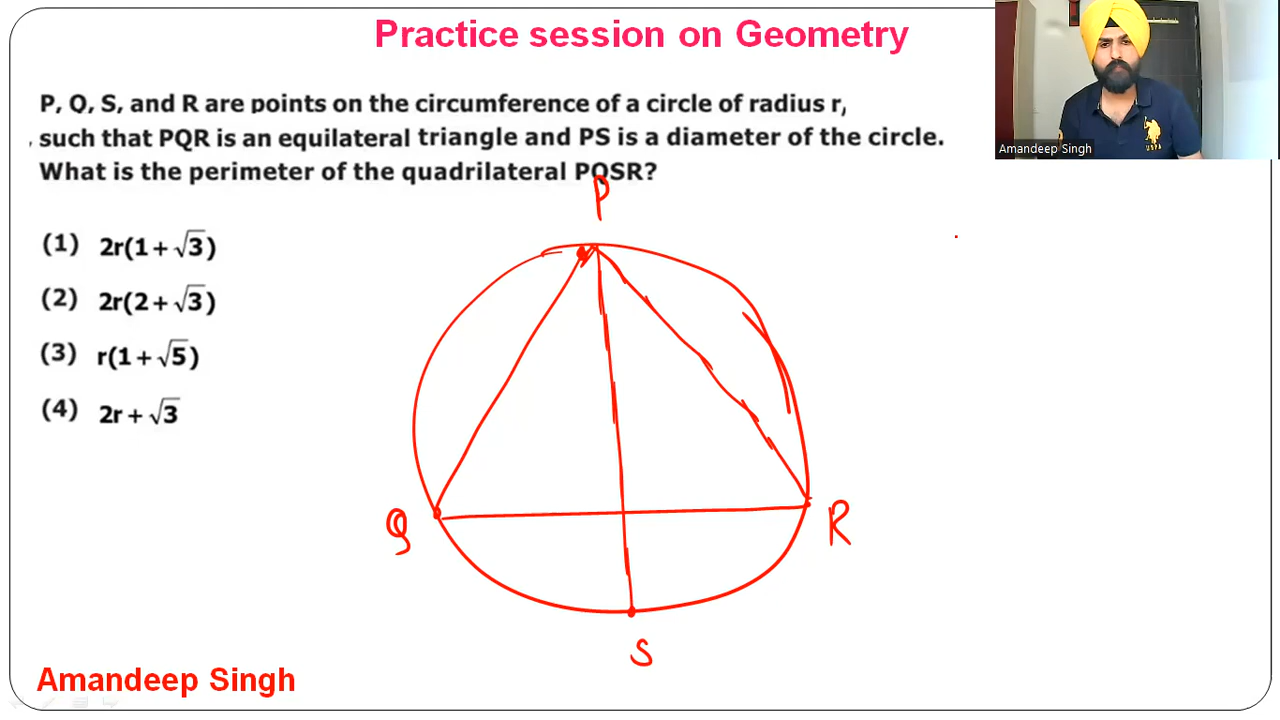 Practice session on Geometry
P, Q, S, and R are points on the circumference of a circle of radius r,
such that PQR is an equilateral triangle and PS is a diameter of the circle.
What is the perimeter of the quadrilateral PQSR?
(1) 2r(1+√3)
(2) 2r(2+√3)
(3) r(1+√5)
(4) 2r+√3
P
Q
R
S
Amandeep Singh
USPA
Amandeep Singh